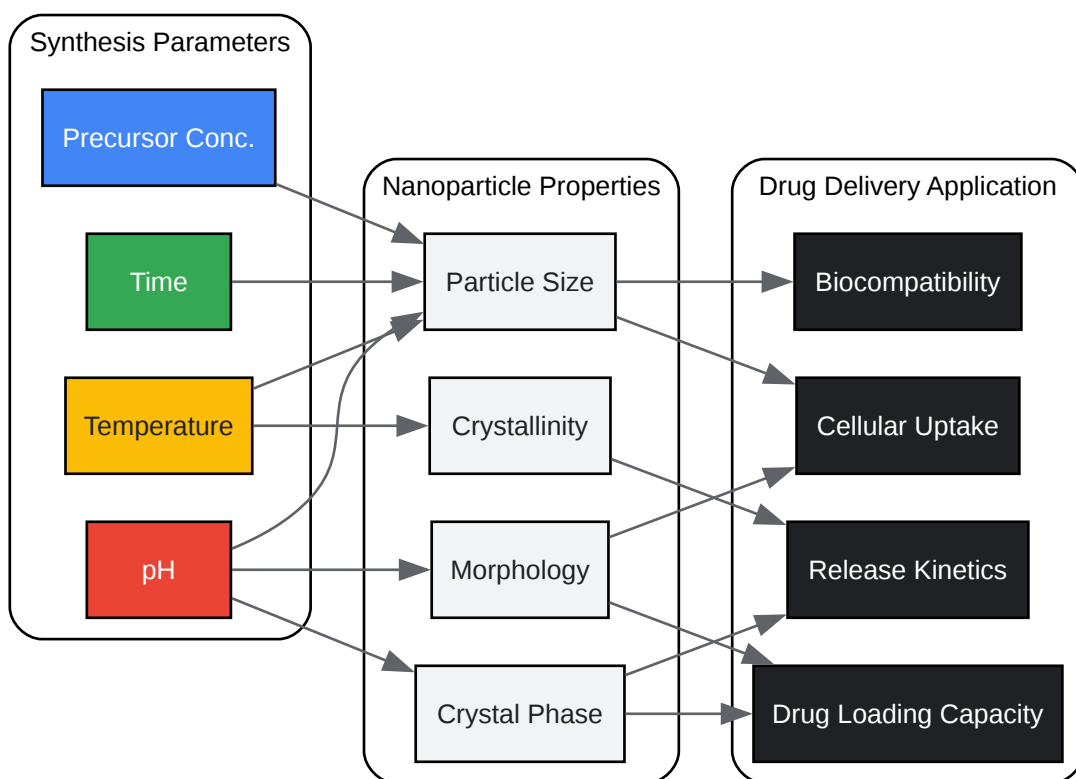 Synthesis Parameters
Precursor Conc.
Time
Temperature
pH
Nanoparticle Properties
Particle Size
Crystallinity
Morphology
Crystal Phase
Drug Delivery Application
Biocompatibility
Cellular Uptake
Release Kinetics
Drug Loading Capacity